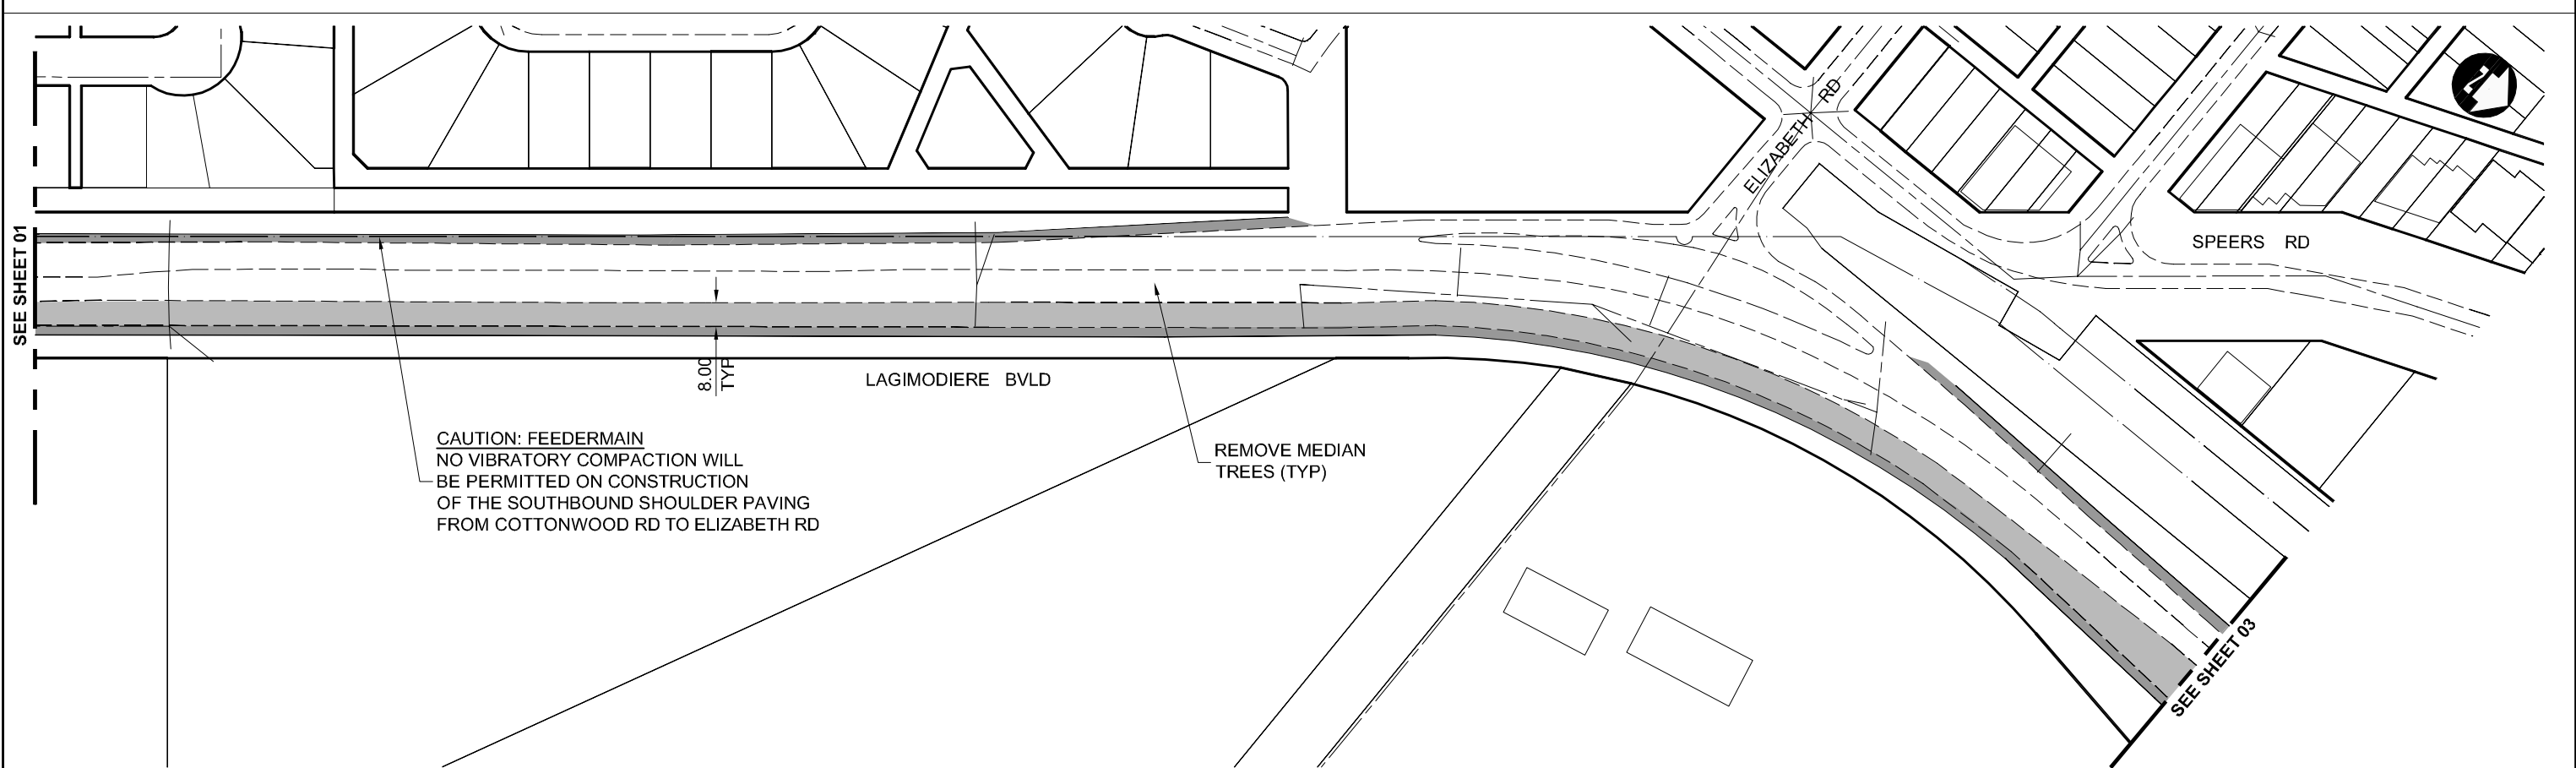 SEE SHEET 01
ELIZABETH RD
SPEERS RD
8.00
TYP
LAGIMODIERE BVLD
CAUTION: FEEDERMAIN
NO VIBRATORY COMPACTION WILL
BE PERMITTED ON CONSTRUCTION
OF THE SOUTHBOUND SHOULDER PAVING
FROM COTTONWOOD RD TO ELIZABETH RD
REMOVE MEDIAN
TREES (TYP)
SEE SHEET 03